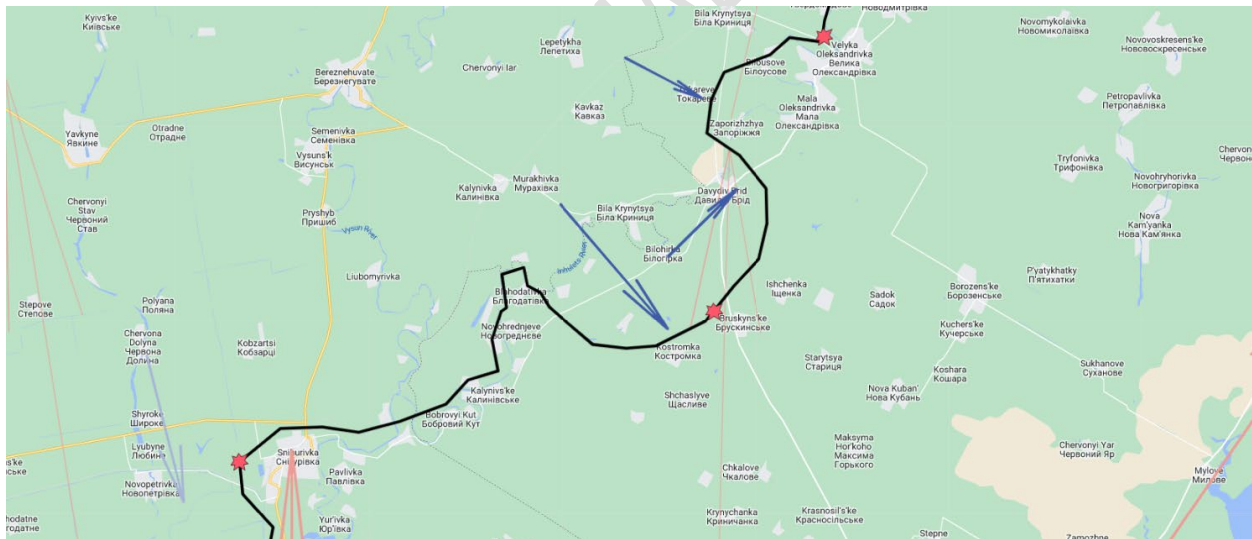 Kyivs'ke
Київське
Bila Krynytsya
Біла Криниця
Новодмитрівка
Novomykolaivka
Новомиколаївка
Novovoskresens'ke
Нововоскресенське
Lepetykha
Лепетиха
Velyka
Oleksandrivka
Велика
Олександрівка
Bilousove
Білоусове
Chervonyi Iar
Bereznehuvate
Березнегувате
Токареве
Mala
Oleksandrivka
Мала
Олександрівка
Petropavlivka
Петропавлівка
Kavkaz
Кавказ
Yavkyne
Явкине
Otradne
Отрадне
Semenivka
Семенівка
Zaporizhzhya
Запоріжжя
Vysuns'k
Висунськ
Tryfonivka
Трифонівка
Novohryhorivka
Новогригорівка
Murakhivka
Мурахівка
Kalynivka
Калинівка
Davydiv Brid
Давидів Брід
Chervonyi
Stav
Червоний
Став
Pryshyb
Пришиб
Bila Krynytsya
Біла Криниця
Nova
Kam'yanka
Нова Кам'янка
Vysun River
Inhulets River
Bilohirka
Білогірка
Liubomyrivka
P'yatykhatky
П'ятихатки
Ishchenka
Іщенка
Borozens'ke
Борозенське
Sadok
Садок
Stepove
Степове
Polyana
Поляна
Blahodativka
Благодатівка
Bruskyns'ke
Брускинське
Kuchers'ke
Кучерське
Chervona
Dolyna
Червона
Долина
Kobzartsi
Кобзарці
Novohrednjeve
Новогреднєве
Kostromka
Костромка
Starytsya
Стариця
Sukhanove
Суханове
Koshara
Кошара
Kalynivs'ke
Калинівське
Nova Kuban'
Нова Кубань
Shchaslyve
Щасливе
Shyroke
Широке
Bobrovyi Kut
Бобровий Кут
Lyubyne
Любине
Snihurivka
Снігурівка
Maksyma
Hor'koho
Максима
Горького
Chervonyi Yar
Червоний Яр
Pavlivka
Павлівка
Chkalove
Чкалове
Mylove
Милове
Novopetrivka
Новопетрівка
Yur'ivka
Юр'ївка
Krynychanka
Криничанка
Krasnosil's'ke
Красносільське
Stepne
Zamozhne